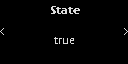 State
< true >